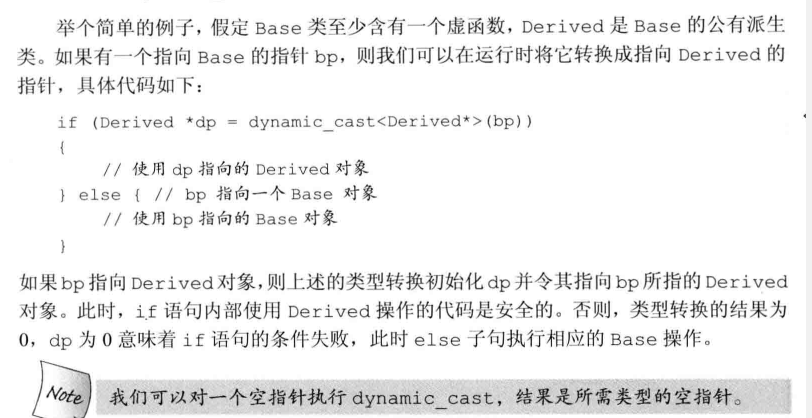 举个简单的例子，假定 Base 类至少含有一个虚函数，Derived 是 Base 的公有派生
类。如果有一个指向 Base 的指针 bp，则我们可以在运行时将它转换成指向 Derived 的
指针，具体代码如下：
if (Derived *dp = dynamic_cast<Derived*>(bp))
{
// 使用 dp 指向的 Derived 对象
} else { // bp 指向一个 Base 对象
// 使用 bp 指向的 Base 对象
}
如果 bp 指向 Derived 对象，则上述的类型转换初始化 dp 并令其指向 bp 所指的 Derived
对象。此时，if 语句内部使用 Derived 操作的代码是安全的。否则，类型转换的结果为
0，dp 为 0 意味着 if 语句的条件失败，此时 else 子句执行相应的 Base 操作。
Note 我们可以对一个空指针执行 dynamic_cast，结果是所需类型的空指针。